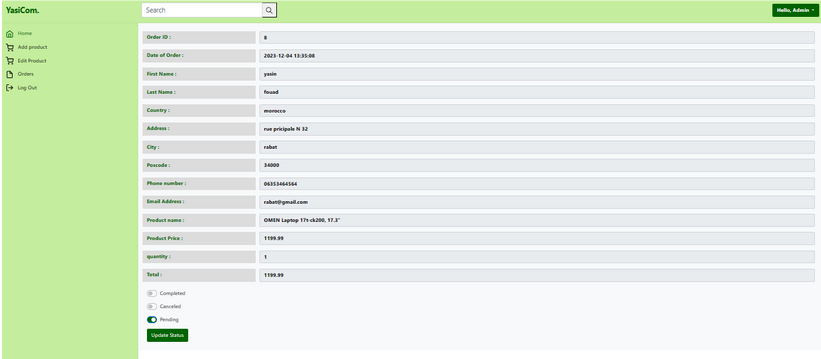 YasiCom.
Search
Hello, Admin
Home
Add product
Edit Product
Orders
Log Out
Order ID : 8
Date of Order : 2023-12-04 13:35:08
First Name : yasin
Last Name : fouad
Country : morocco
Address : rue pricipale N 32
City : rabat
Poscode : 34000
Phone number : 06353464564
Email Address : rabat@gmail.com
Product name : OMEN Laptop 17t-ck200, 17.3"
Product Price : 1199.99
quantity : 1
Total : 1199.99
Completed
Canceled
Pending
Update Status